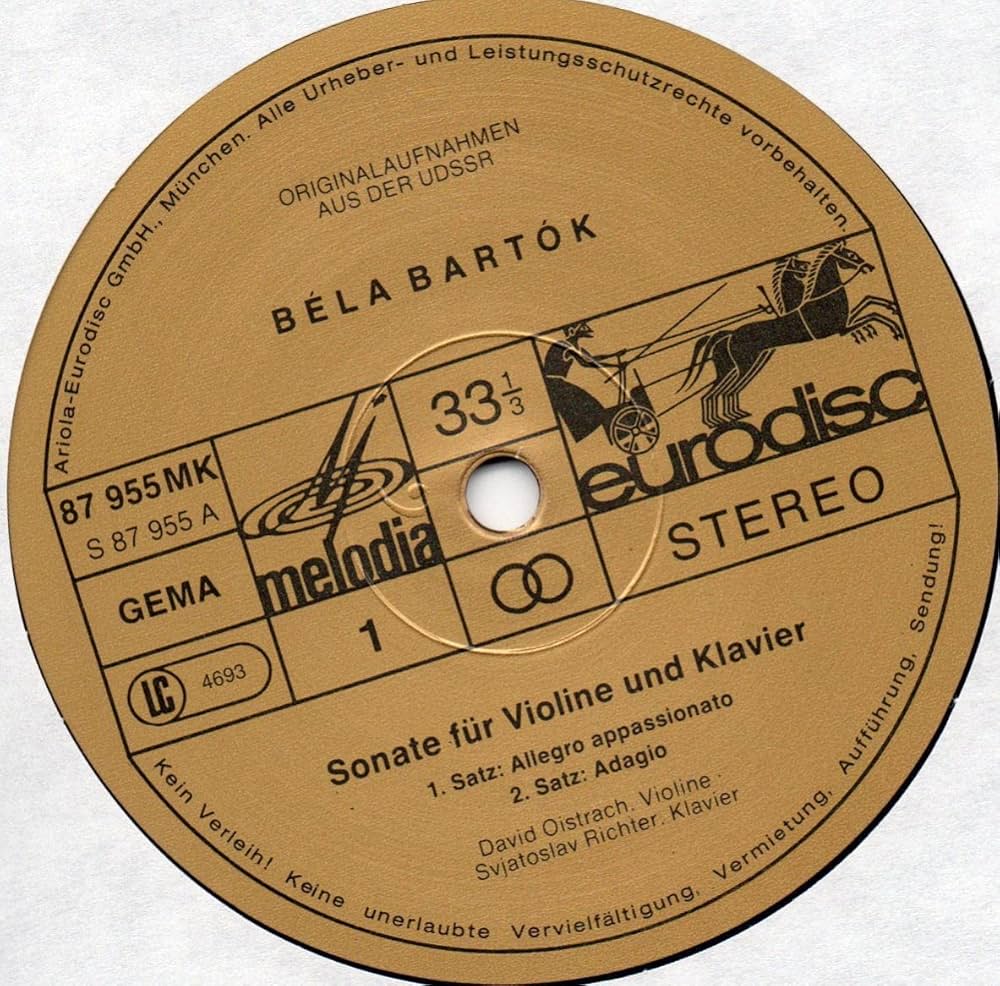 Ariola-Eurodisc GmbH., München. Alle Urheber- und Leistungsschutzrechte vorbehalten.
ORIGINALAUFNAHMEN
AUS DER UDSSR
BÉLA BARTÓK
87 955 MK
S 87 955 A
GEMA
LC 4693
melodia
1
33 1/3
eurodisc
STEREO
Sonate für Violine und Klavier
1. Satz: Allegro appassionato
2. Satz: Adagio
David Oistrach, Violine ·
Svjatoslav Richter, Klavier
Kein Verleih! Keine unerlaubte Vervielfältigung, Vermietung, Aufführung, Sendung!